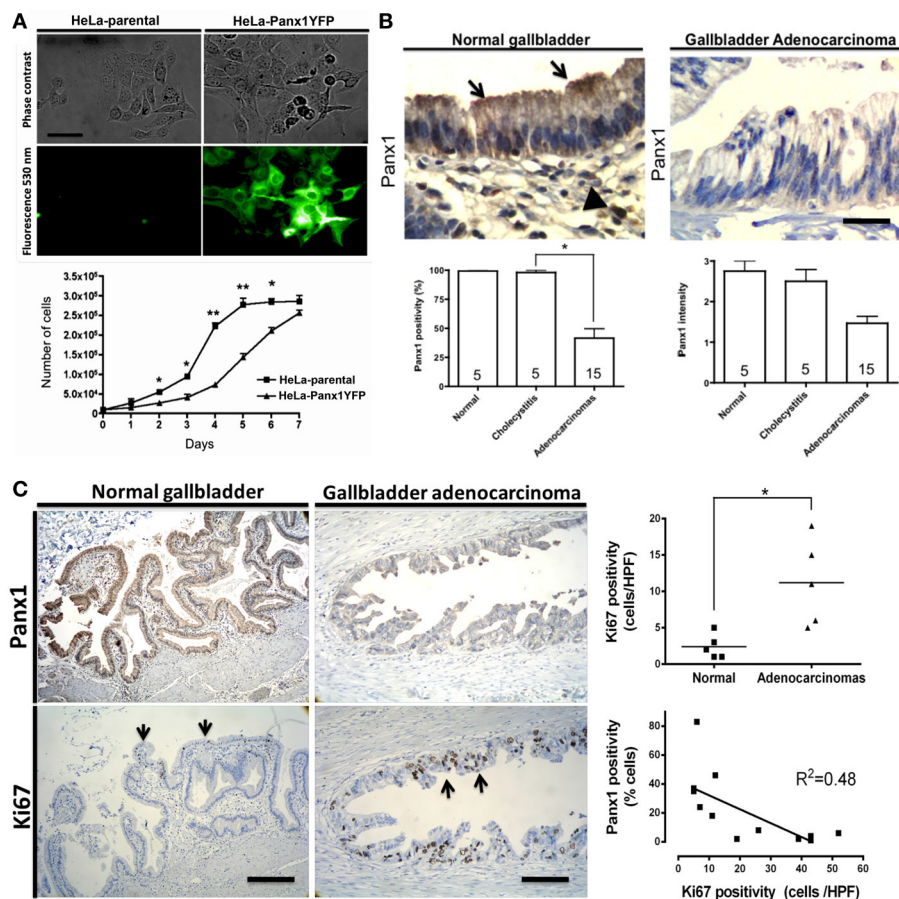 A
HeLa-parental
HeLa-Panx1YFP
Phase contrast
Fluorescence 530 nm
Number of cells
3.5x10⁵
3.0x10⁵
2.5x10⁵
2.0x10⁵
1.5x10⁵
1.0x10⁵
5.0x10⁴
0
** ** * * *
HeLa-parental
HeLa-Panx1YFP
0 1 2 3 4 5 6 7
Days
B
Normal gallbladder
Gallbladder Adenocarcinoma
Panx1
Panx1
Panx1 positivity (%)
100
75
50
25
0
*
5 5 15
Normal
Cholecystitis
Adenocarcinomas
Panx1 intensity
3
2
1
0
5 5 15
Normal
Cholecystitis
Adenocarcinomas
C
Normal gallbladder
Gallbladder adenocarcinoma
Panx1
Ki67
Ki67 positivity
(cells/HPF)
20
15
10
5
0
*
Normal Adenocarcinomas
Panx1 positivity
(% cells)
80
60
40
20
0
R²=0.48
0 10 20 30 40 50 60
Ki67 positivity (cells /HPF)